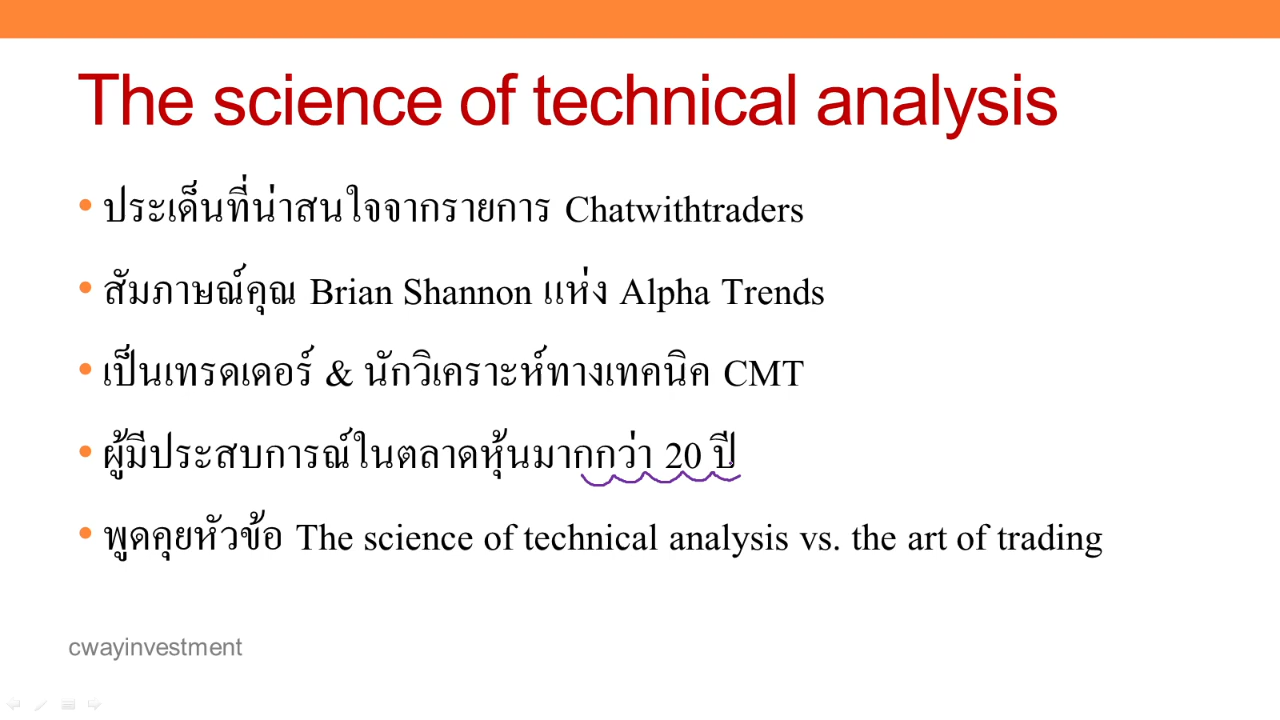 The science of technical analysis
• ประเด็นที่น่าสนใจจากรายการ Chatwithtraders
• สัมภาษณ์คุณ Brian Shannon แห่ง Alpha Trends
• เป็นเทรดเดอร์ & นักวิเคราะห์ทางเทคนิค CMT
• ผู้มีประสบการณ์ในตลาดหุ้นมากกว่า 20 ปี
• พูดคุยหัวข้อ The science of technical analysis vs. the art of trading
cwayinvestment